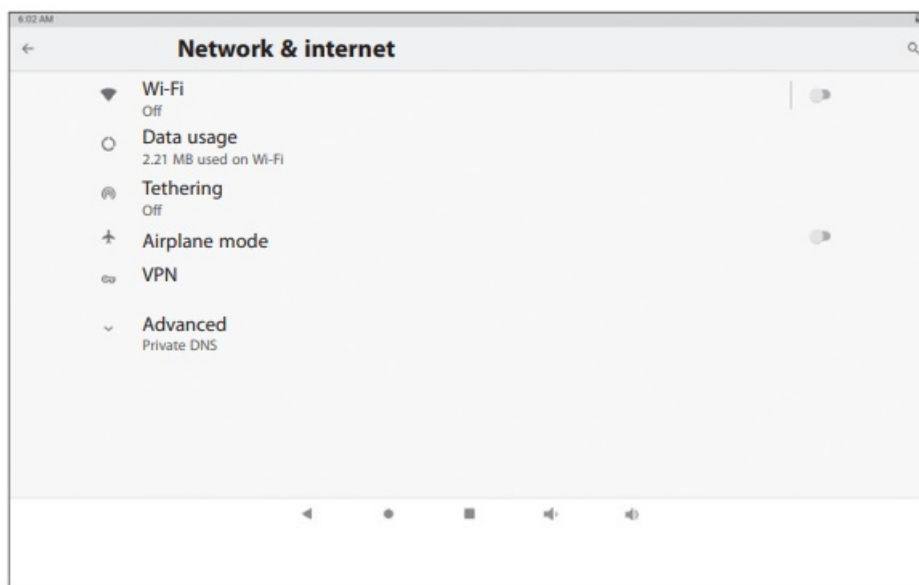 6:02 AM
Network & internet
Wi-Fi
Off
Data usage
2.21 MB used on Wi-Fi
Tethering
Off
Airplane mode
VPN
Advanced
Private DNS